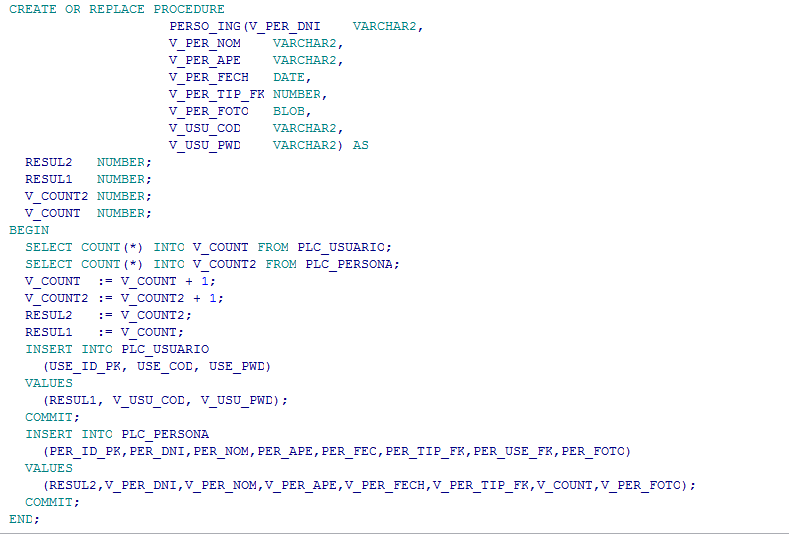 CREATE OR REPLACE PROCEDURE
PERSO_ING(V_PER_DNI    VARCHAR2,
V_PER_NOM    VARCHAR2,
V_PER_APE    VARCHAR2,
V_PER_FECH   DATE,
V_PER_TIP_FK NUMBER,
V_PER_FOTO   BLOB,
V_USU_COD    VARCHAR2,
V_USU_PWD    VARCHAR2) AS
RESUL2   NUMBER;
RESUL1   NUMBER;
V_COUNT2 NUMBER;
V_COUNT  NUMBER;
BEGIN
SELECT COUNT(*) INTO V_COUNT FROM PLC_USUARIO;
SELECT COUNT(*) INTO V_COUNT2 FROM PLC_PERSONA;
V_COUNT  := V_COUNT + 1;
V_COUNT2 := V_COUNT2 + 1;
RESUL2   := V_COUNT2;
RESUL1   := V_COUNT;
INSERT INTO PLC_USUARIO
(USE_ID_PK, USE_COD, USE_PWD)
VALUES
(RESUL1, V_USU_COD, V_USU_PWD);
COMMIT;
INSERT INTO PLC_PERSONA
(PER_ID_PK,PER_DNI,PER_NOM,PER_APE,PER_FEC,PER_TIP_FK,PER_USE_FK,PER_FOTO)
VALUES
(RESUL2,V_PER_DNI,V_PER_NOM,V_PER_APE,V_PER_FECH,V_PER_TIP_FK,V_COUNT,V_PER_FOTO);
COMMIT;
END;